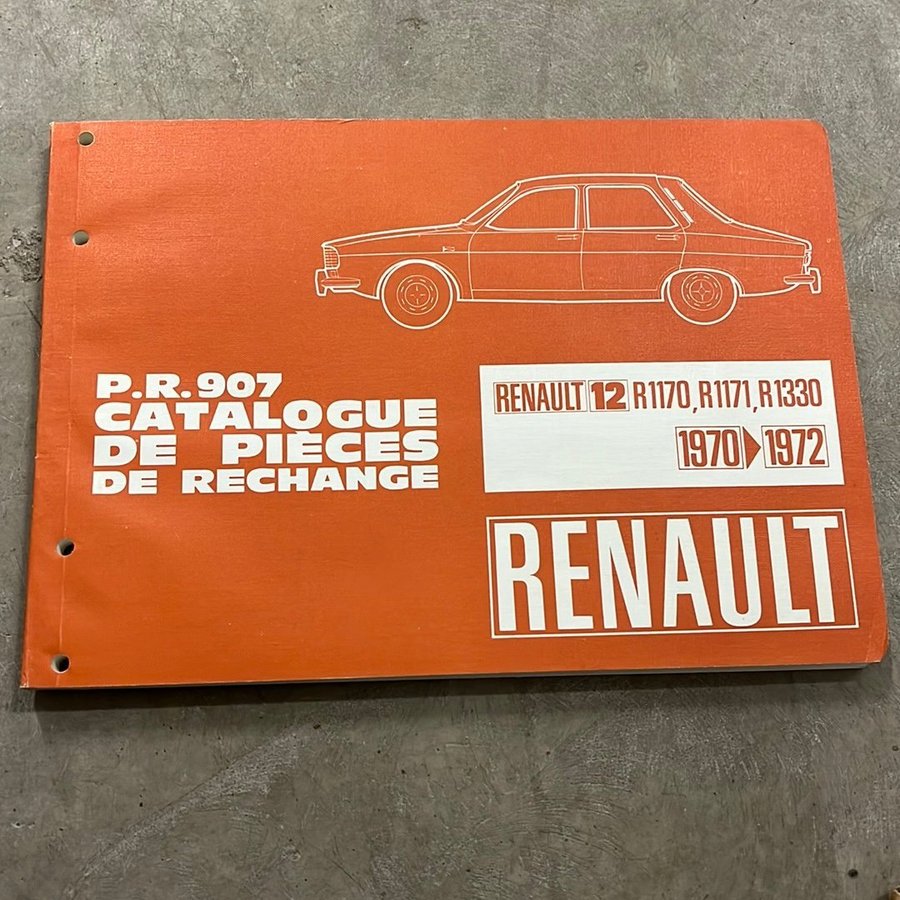 P.R.907
CATALOGUE
DE PIÈCES
DE RECHANGE
RENAULT 12 R1170, R1171, R1330
1970 1972
RENAULT